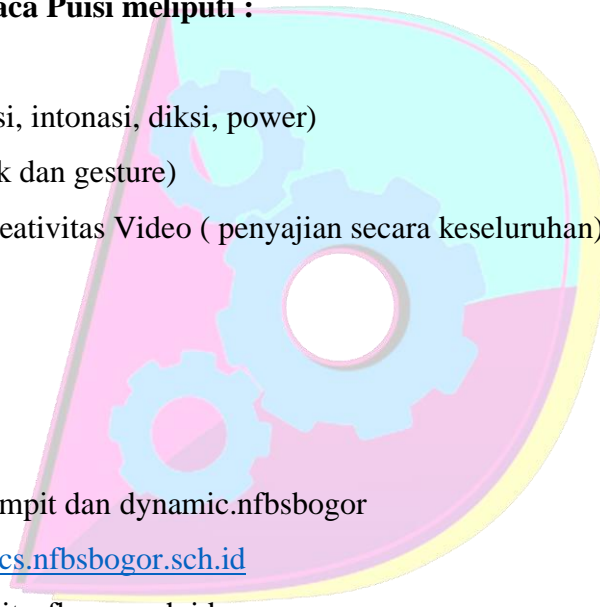 aca Puisi meliputi :
si, intonasi, diksi, power)
k dan gesture)
reativitas Video ( penyajian secara keseluruhan)
mpit dan dynamic.nfbsbogor
cs.nfbsbogor.sch.id